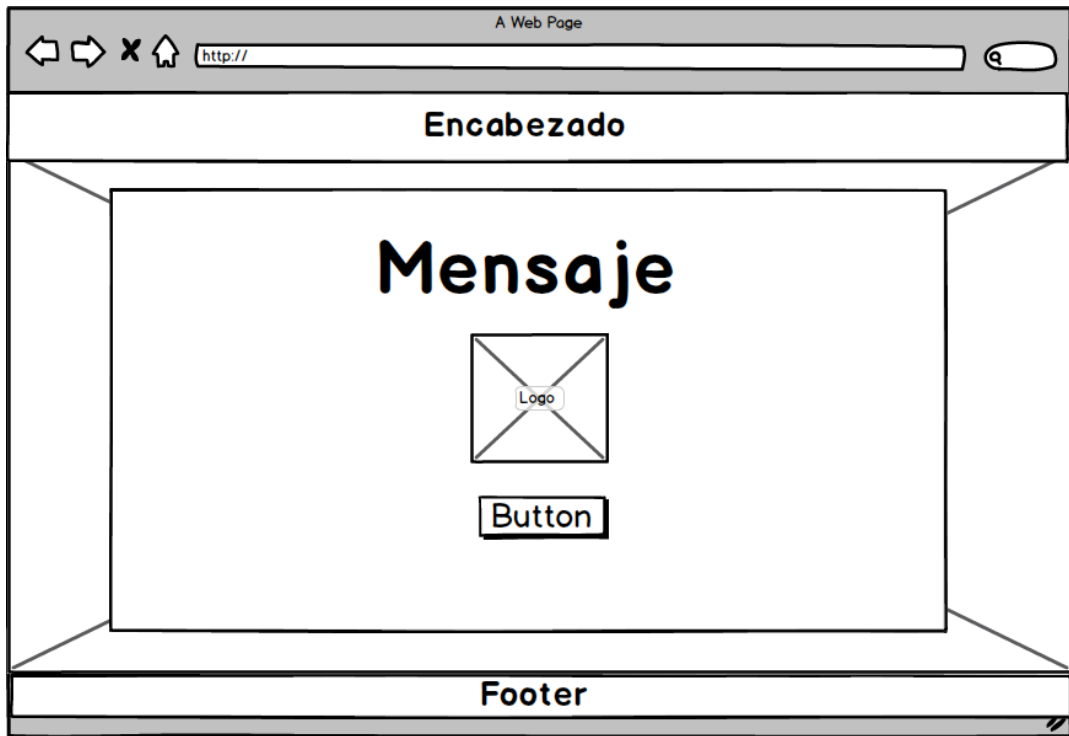 A Web Page
http://
Encabezado
Mensaje
Logo
Button
Footer